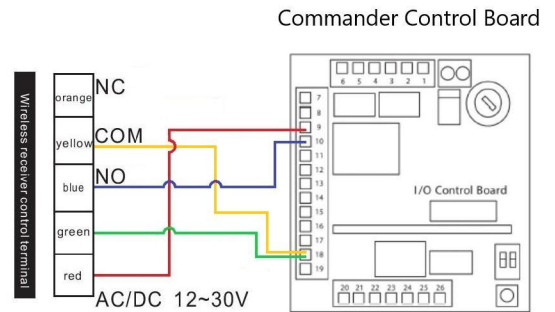 Commander Control Board
Wireless receiver control terminal
orange
NC
yellow
COM
blue
NO
green
red
AC/DC 12~30V
6 5 4 3 2 1
7
8
9
10
11
12
13
14
15
16
17
18
19
I/O Control Board
20 21 22 23 24 25 26